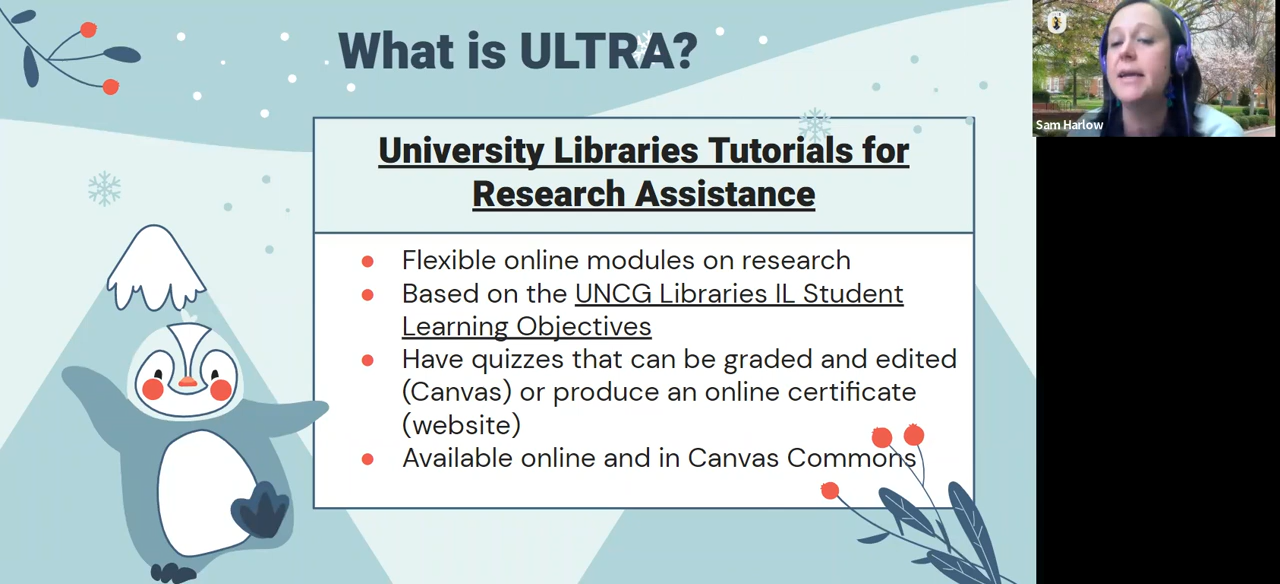 What is ULTRA?
Sam Harlow
University Libraries Tutorials for
Research Assistance
Flexible online modules on research
Based on the UNCG Libraries IL Student
Learning Objectives
Have quizzes that can be graded and edited
(Canvas) or produce an online certificate
(website)
Available online and in Canvas Commons